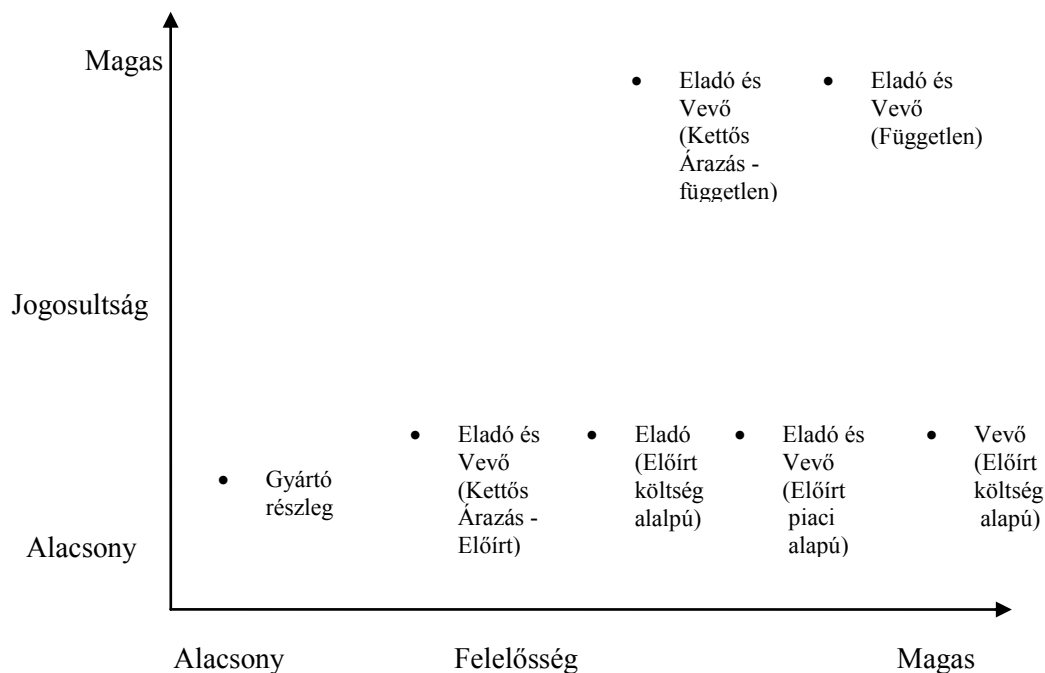 Magas
• Eladó és
Vevő
(Kettős
Árazás -
független)
• Eladó és
Vevő
(Független)
Jogosultság
• Gyártó
részleg
• Eladó és
Vevő
(Kettős
Árazás -
Előírt)
• Eladó
(Előírt
költség
alalpú)
• Eladó és
Vevő
(Előírt
piaci
alapú)
• Vevő
(Előírt
költség
alapú)
Alacsony
Alacsony
Felelősség
Magas